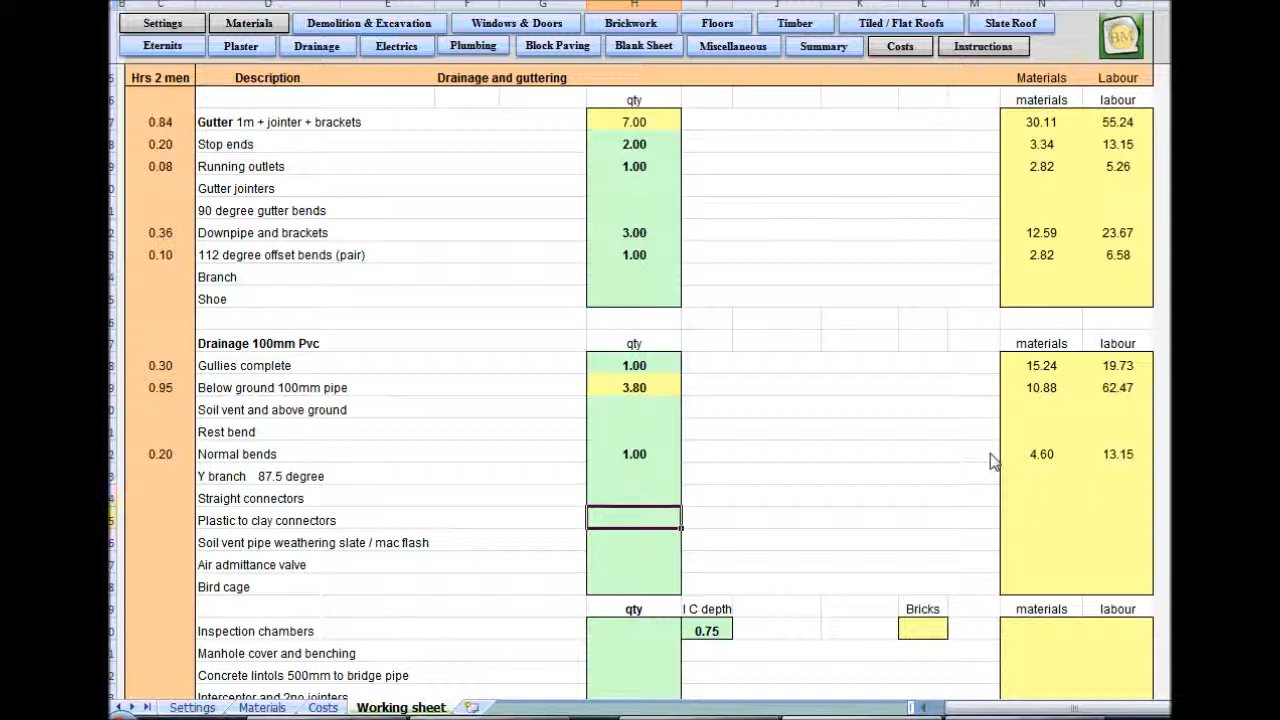 B C D E F G H I J K L M N O
Settings Materials Demolition & Excavation Windows & Doors Brickwork Floors Timber Tiled / Flat Roofs Slate Roof
Eternits Plaster Drainage Electrics Plumbing Block Paving Blank Sheet Miscellaneous Summary Costs Instructions
BM
Hrs 2 men Description Drainage and guttering Materials Labour
qty materials labour
0.84 Gutter 1m + jointer + brackets 7.00 30.11 55.24
0.20 Stop ends 2.00 3.34 13.15
0.08 Running outlets 1.00 2.82 5.26
Gutter jointers
90 degree gutter bends
0.36 Downpipe and brackets 3.00 12.59 23.67
0.10 112 degree offset bends (pair) 1.00 2.82 6.58
Branch
Shoe
Drainage 100mm Pvc qty materials labour
0.30 Gullies complete 1.00 15.24 19.73
0.95 Below ground 100mm pipe 3.80 10.88 62.47
Soil vent and above ground
Rest bend
0.20 Normal bends 1.00 4.60 13.15
Y branch 87.5 degree
Straight connectors
Plastic to clay connectors
Soil vent pipe weathering slate / mac flash
Air admittance valve
Bird cage
qty I C depth Bricks materials labour
Inspection chambers 0.75
Manhole cover and benching
Concrete lintols 500mm to bridge pipe
Interceptor and 2no jointers
Settings Materials Costs Working sheet